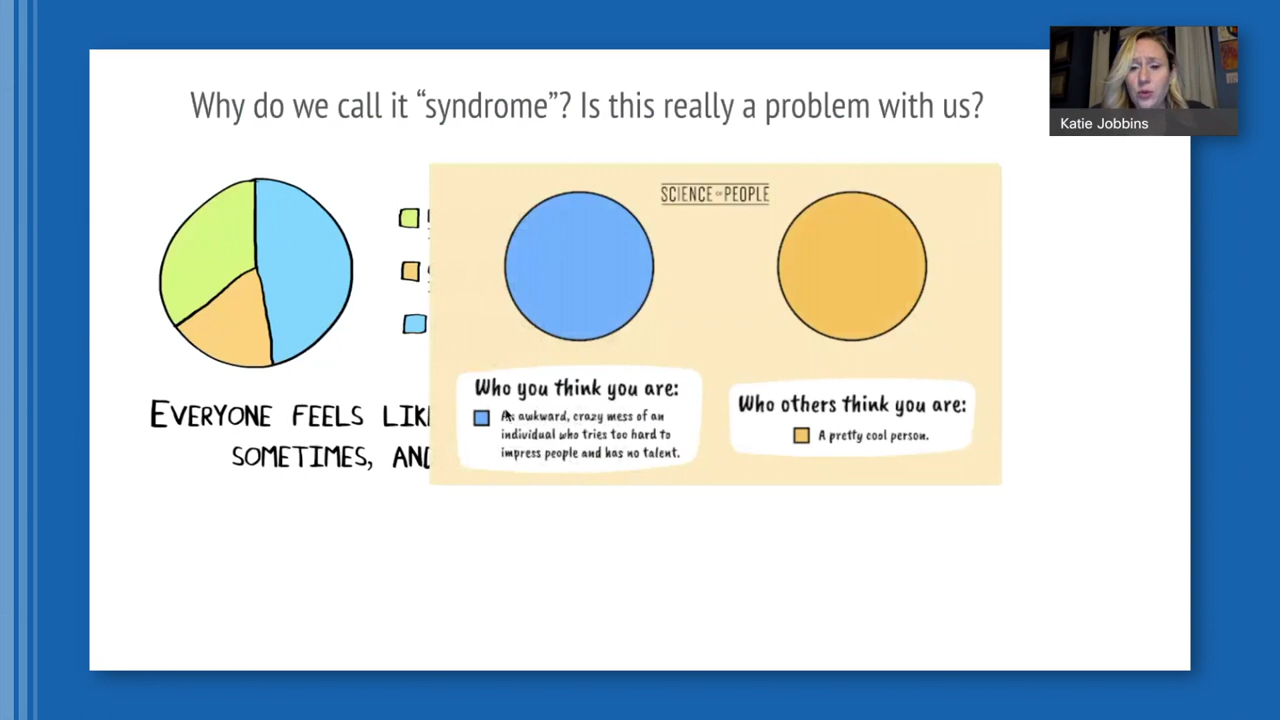 Why do we call it “syndrome”? Is this really a problem with us?
Katie Jobbins
SCIENCE OF PEOPLE
EVERYONE FEELS
SOMETIMES,
Who you think you are:
An awkward, crazy mess of an
individual who tries too hard to
impress people and has no talent.
Who others think you are:
A pretty cool person.